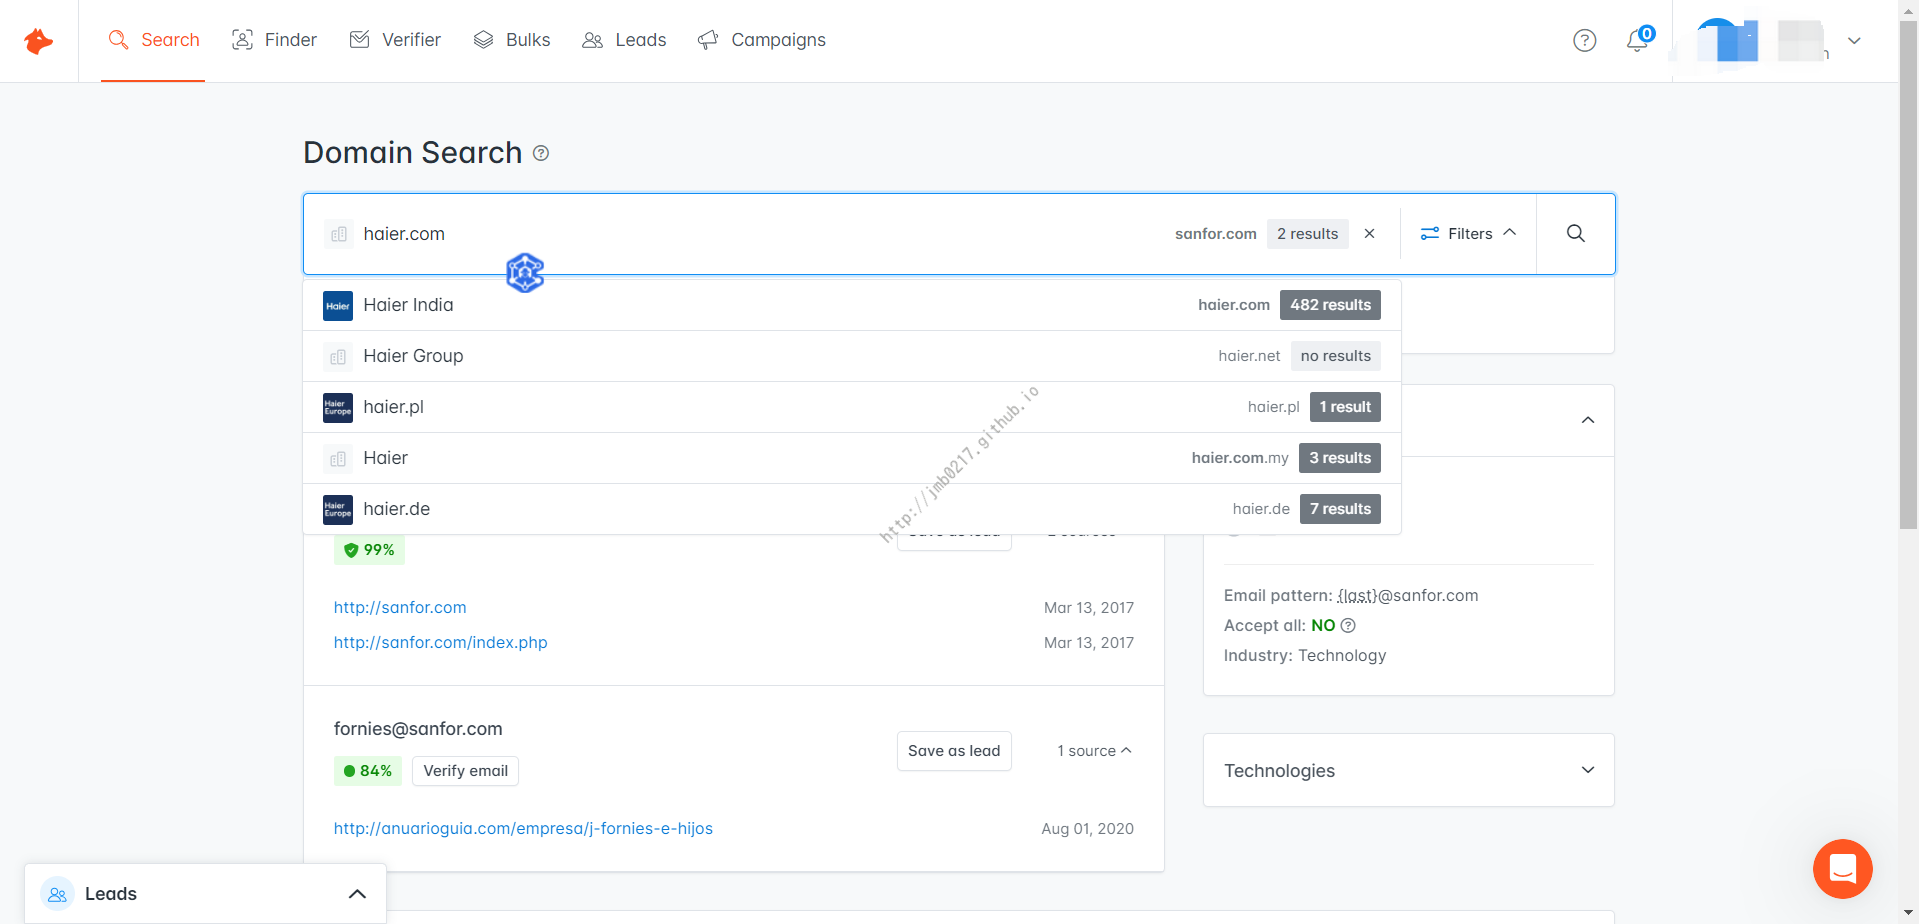 Search
Finder
Verifier
Bulks
Leads
Campaigns
0
Domain Search
haier.com
sanfor.com
2 results
Filters
Haier Haier India
haier.com 482 results
Haier Group
haier.net no results
Haier Europe haier.pl
haier.pl 1 result
Haier
haier.com.my 3 results
Haier Europe haier.de
haier.de 7 results
http://jmb0217.github.io
99%
http://sanfor.com
Mar 13, 2017
http://sanfor.com/index.php
Mar 13, 2017
fornies@sanfor.com
84%
Verify email
Save as lead
1 source
http://anuarioguia.com/empresa/j-fornies-e-hijos
Aug 01, 2020
Email pattern: {last}@sanfor.com
Accept all: NO
Industry: Technology
Technologies
Leads